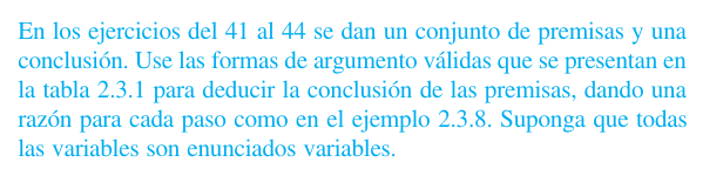 En los ejercicios del 41 al 44 se dan un conjunto de premisas y una
conclusión. Use las formas de argumento válidas que se presentan en
la tabla 2.3.1 para deducir la conclusión de las premisas, dando una
razón para cada paso como en el ejemplo 2.3.8. Suponga que todas
las variables son enunciados variables.